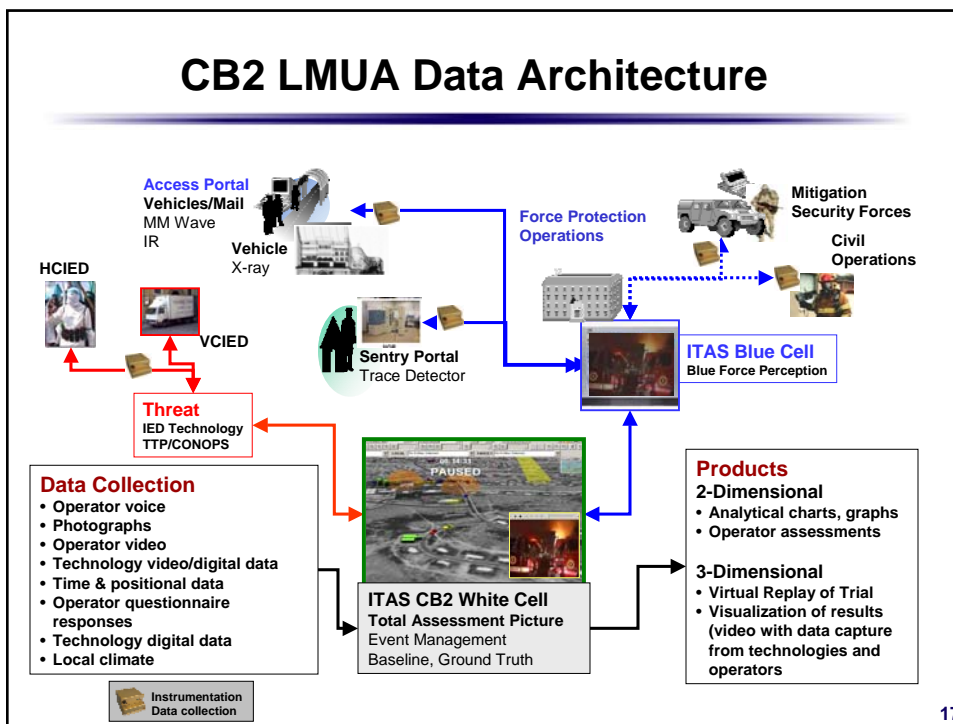 CB2 LMUA Data Architecture
Access Portal
Vehicles/Mail
MM Wave
IR
Vehicle
X-ray
HCIED
VCIED
Sentry Portal
Trace Detector
Force Protection
Operations
Mitigation
Security Forces
Civil
Operations
ITAS Blue Cell
Blue Force Perception
Threat
IED Technology
TTP/CONOPS
Data Collection
• Operator voice
• Photographs
• Operator video
• Technology video/digital data
• Time & positional data
• Operator questionnaire
responses
• Technology digital data
• Local climate
PAUSED
ITAS CB2 White Cell
Total Assessment Picture
Event Management
Baseline, Ground Truth
Products
2-Dimensional
• Analytical charts, graphs
• Operator assessments
3-Dimensional
• Virtual Replay of Trial
• Visualization of results
(video with data capture
from technologies and
operators
Instrumentation
Data collection
17